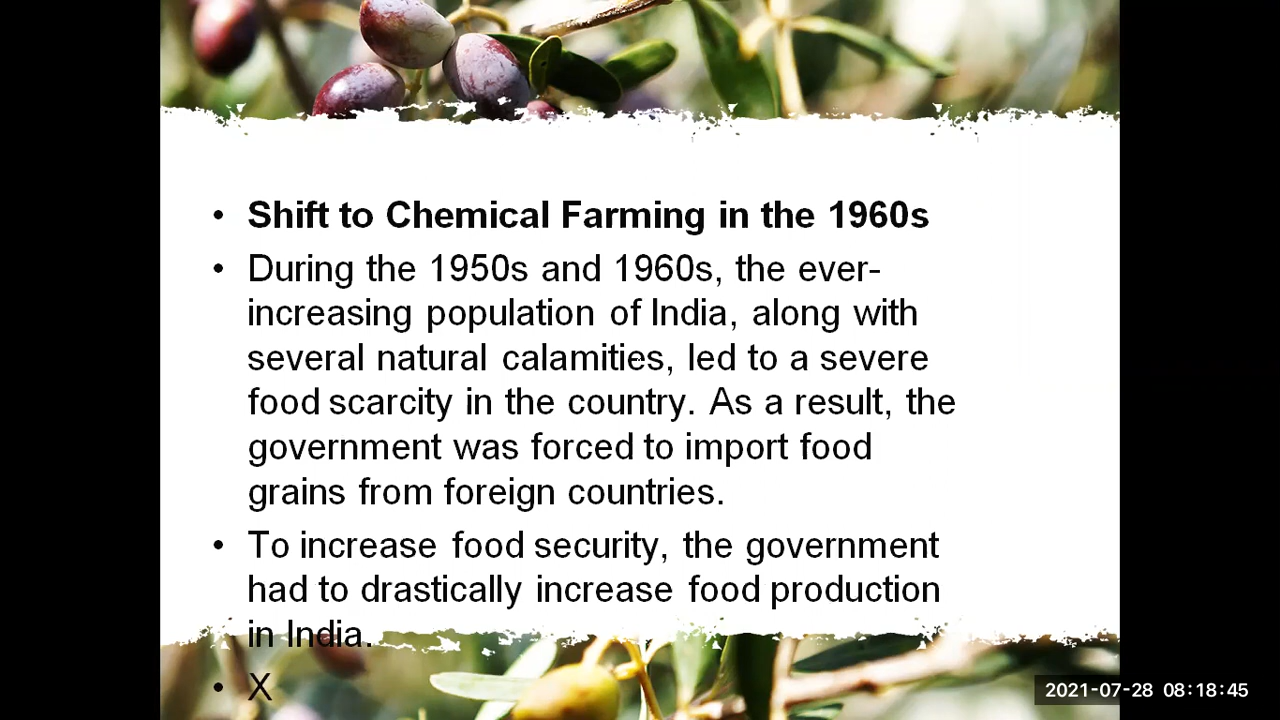 • Shift to Chemical Farming in the 1960s
• During the 1950s and 1960s, the ever-
increasing population of India, along with
several natural calamities, led to a severe
food scarcity in the country. As a result, the
government was forced to import food
grains from foreign countries.
• To increase food security, the government
had to drastically increase food production
in India.
• X
2021-07-28 08:18:45